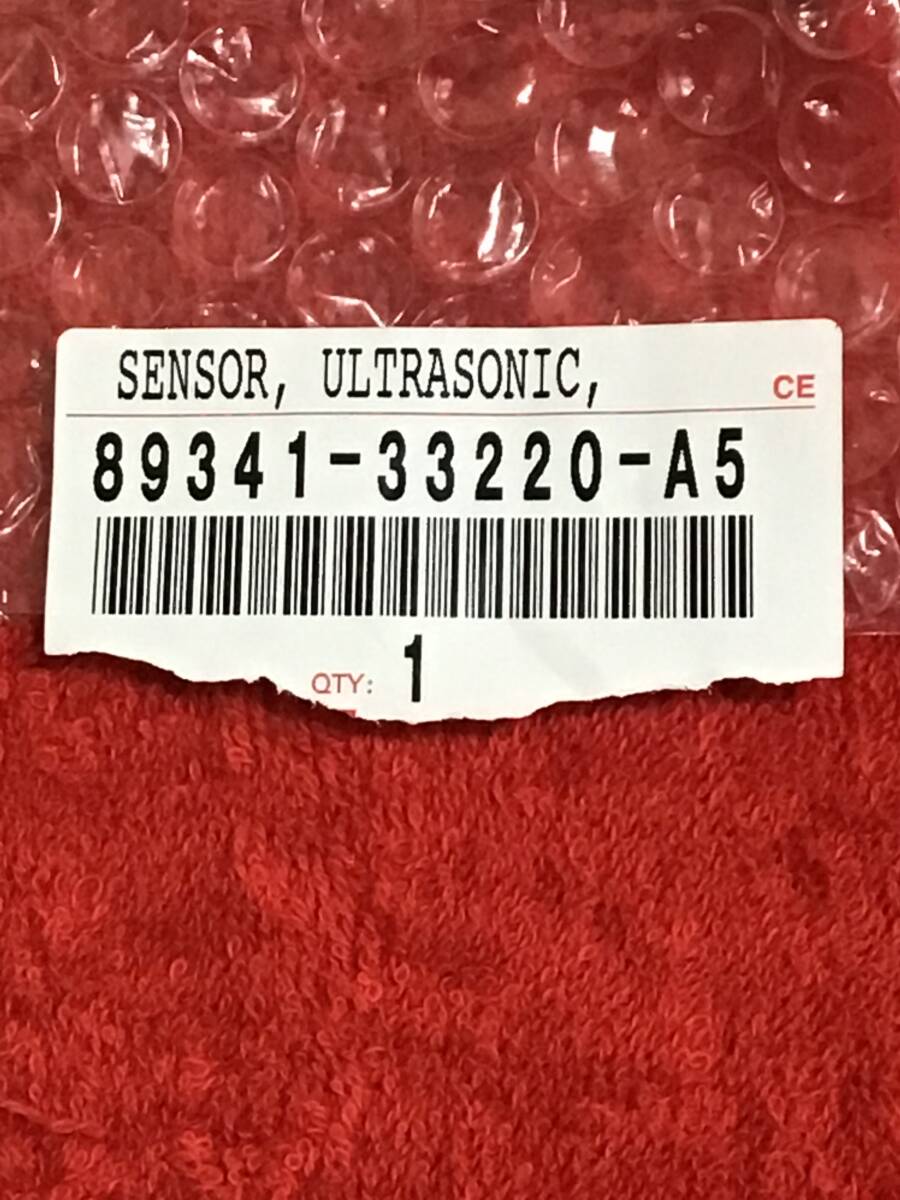 SENSOR, ULTRASONIC,
CE
89341-33220-A5
QTY: 1